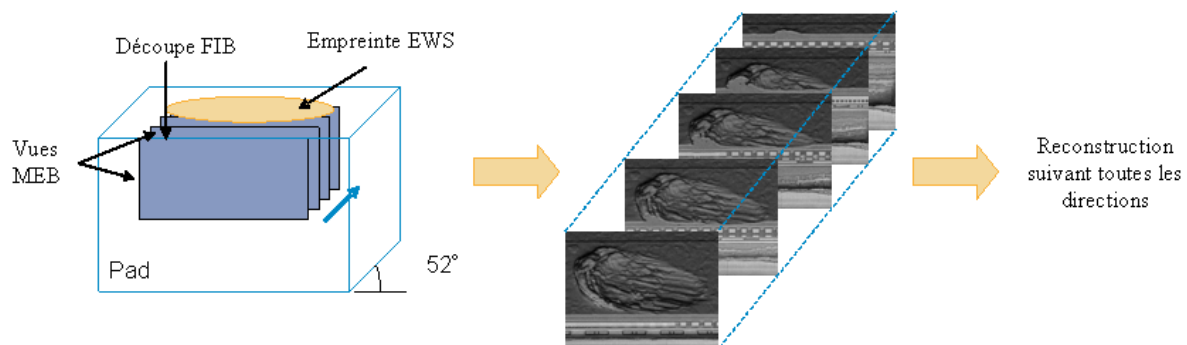 Découpe FIB
Empreinte EWS
Vues
MEB
Pad
52°
Reconstruction
suivant toutes les
directions